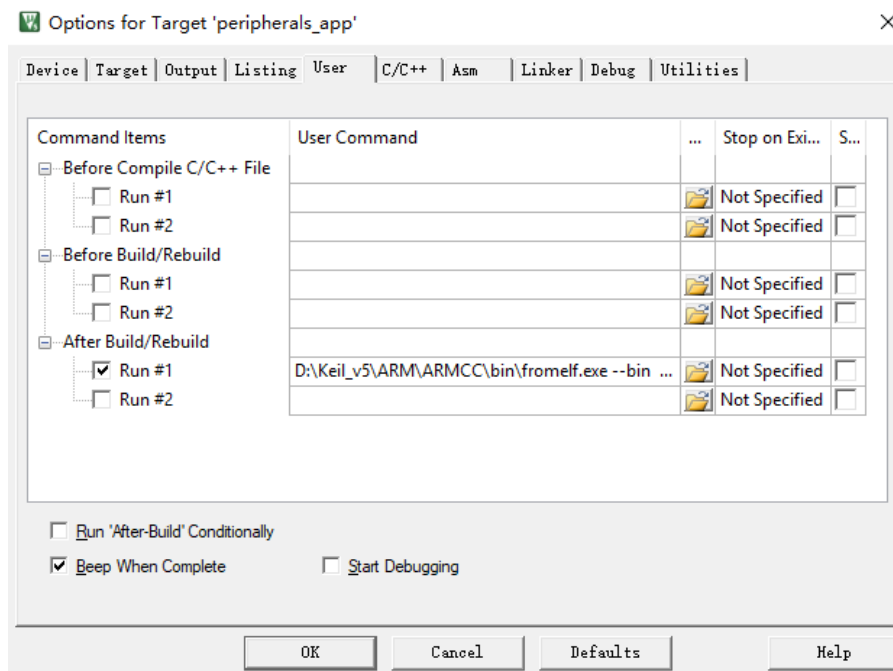 Options for Target 'peripherals_app'
Device Target Output Listing User C/C++ Asm Linker Debug Utilities
Command Items User Command ... Stop on Exi... S...
Before Compile C/C++ File
Run #1 Not Specified
Run #2 Not Specified
Before Build/Rebuild
Run #1 Not Specified
Run #2 Not Specified
After Build/Rebuild
Run #1 D:\Keil_v5\ARM\ARMCC\bin\fromelf.exe --bin ... Not Specified
Run #2 Not Specified
Run 'After-Build' Conditionally
Beep When Complete Start Debugging
OK Cancel Defaults Help